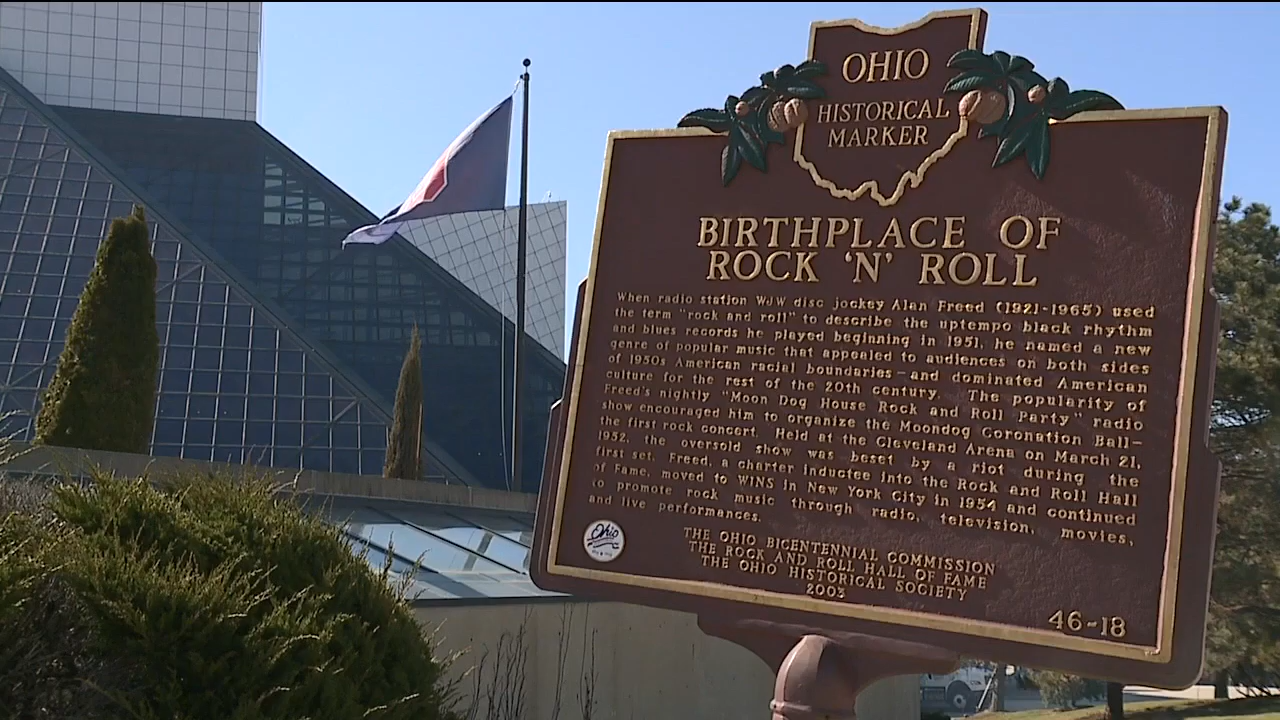 OHIO
HISTORICAL
MARKER
BIRTHPLACE OF
ROCK 'N' ROLL
When radio station WJW disc jockey Alan Freed (1921-1965) used
the term "rock and roll" to describe the uptempo black rhythm
and blues records he played beginning in 1951, he named a new
genre of popular music that appealed to audiences on both sides
of 1950s American racial boundaries—and dominated American
culture for the rest of the 20th century. The popularity of
Freed's nightly "Moon Dog House Rock and Roll Party" radio
show encouraged him to organize the Moondog Coronation Ball—
the first rock concert. Held at the Cleveland Arena on March 21,
1952, the oversold show was beset by a riot during the
first set. Freed, a charter inductee into the Rock and Roll Hall
of Fame, moved to WINS in New York City in 1954 and continued
to promote rock music through radio, television, movies,
and live performances.
Ohio
THE OHIO BICENTENNIAL COMMISSION
THE ROCK AND ROLL HALL OF FAME
THE OHIO HISTORICAL SOCIETY
2003
46-18